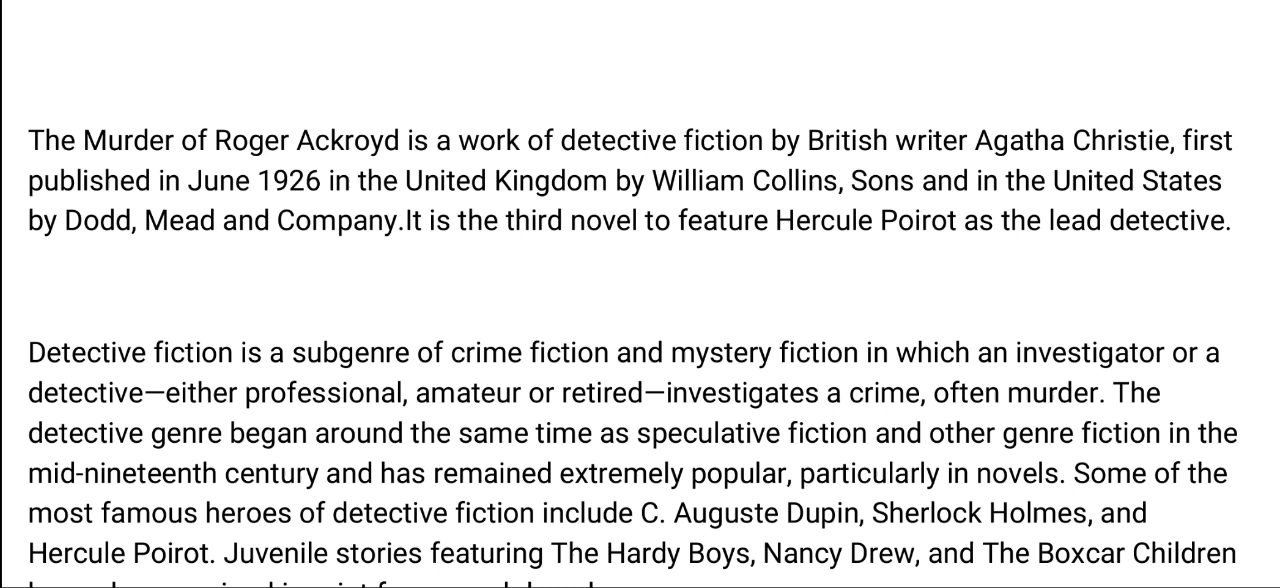 The Murder of Roger Ackroyd is a work of detective fiction by British writer Agatha Christie, first
published in June 1926 in the United Kingdom by William Collins, Sons and in the United States
by Dodd, Mead and Company.It is the third novel to feature Hercule Poirot as the lead detective.
Detective fiction is a subgenre of crime fiction and mystery fiction in which an investigator or a
detective—either professional, amateur or retired—investigates a crime, often murder. The
detective genre began around the same time as speculative fiction and other genre fiction in the
mid-nineteenth century and has remained extremely popular, particularly in novels. Some of the
most famous heroes of detective fiction include C. Auguste Dupin, Sherlock Holmes, and
Hercule Poirot. Juvenile stories featuring The Hardy Boys, Nancy Drew, and The Boxcar Children